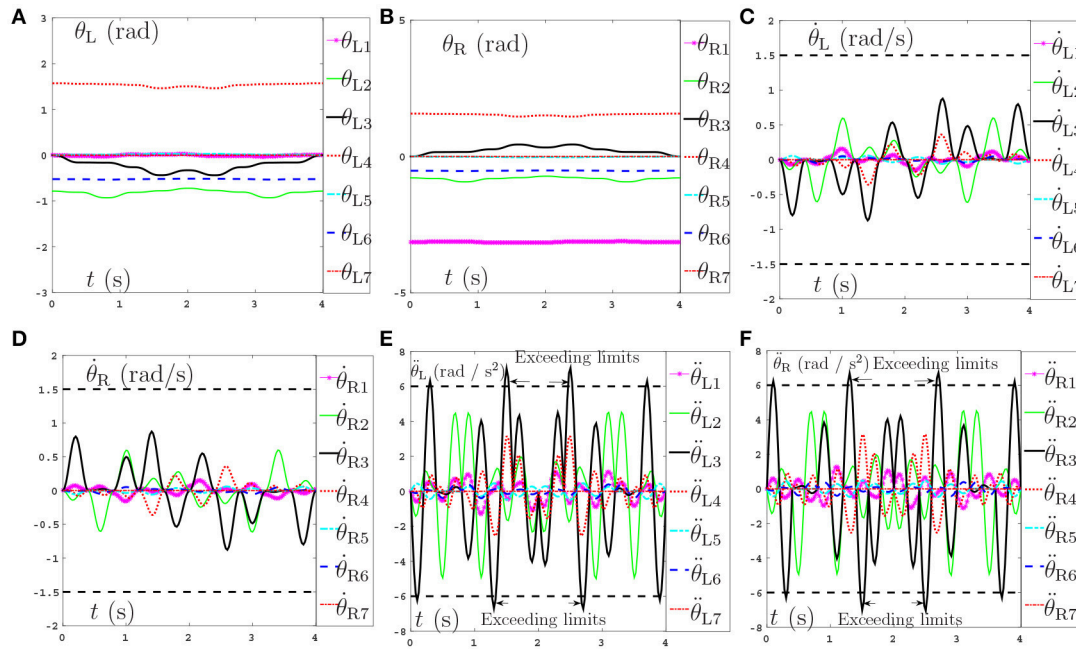 A
θL (rad)
3
2
1
0
-1
-2
-3
0
1
2
3
4
t (s)
θL1
θL2
θL3
θL4
θL5
θL6
θL7
B
θR (rad)
5
0
-5
0
1
2
3
4
t (s)
θR1
θR2
θR3
θR4
θR5
θR6
θR7
C
θ̇L (rad/s)
2
1.5
1
0.5
0
-0.5
-1
-1.5
-2
0
1
2
3
4
t (s)
θ̇L1
θ̇L2
θ̇L3
θ̇L4
θ̇L5
θ̇L6
θ̇L7
D
θ̇R (rad/s)
2
1.5
1
0.5
0
-0.5
-1
-1.5
-2
0
1
2
3
4
t (s)
θ̇R1
θ̇R2
θ̇R3
θ̇R4
θ̇R5
θ̇R6
θ̇R7
E
Exceeding limits
θ̈L (rad / s²)
8
6
4
2
0
-2
-4
-6
-8
0
1
2
3
4
Exceeding limits
t (s)
θ̈L1
θ̈L2
θ̈L3
θ̈L4
θ̈L5
θ̈L6
θ̈L7
F
θ̈R (rad / s²) Exceeding limits
8
6
4
2
0
-2
-4
-6
-8
0
1
2
3
4
t (s)
Exceeding limits
θ̈R1
θ̈R2
θ̈R3
θ̈R4
θ̈R5
θ̈R6
θ̈R7